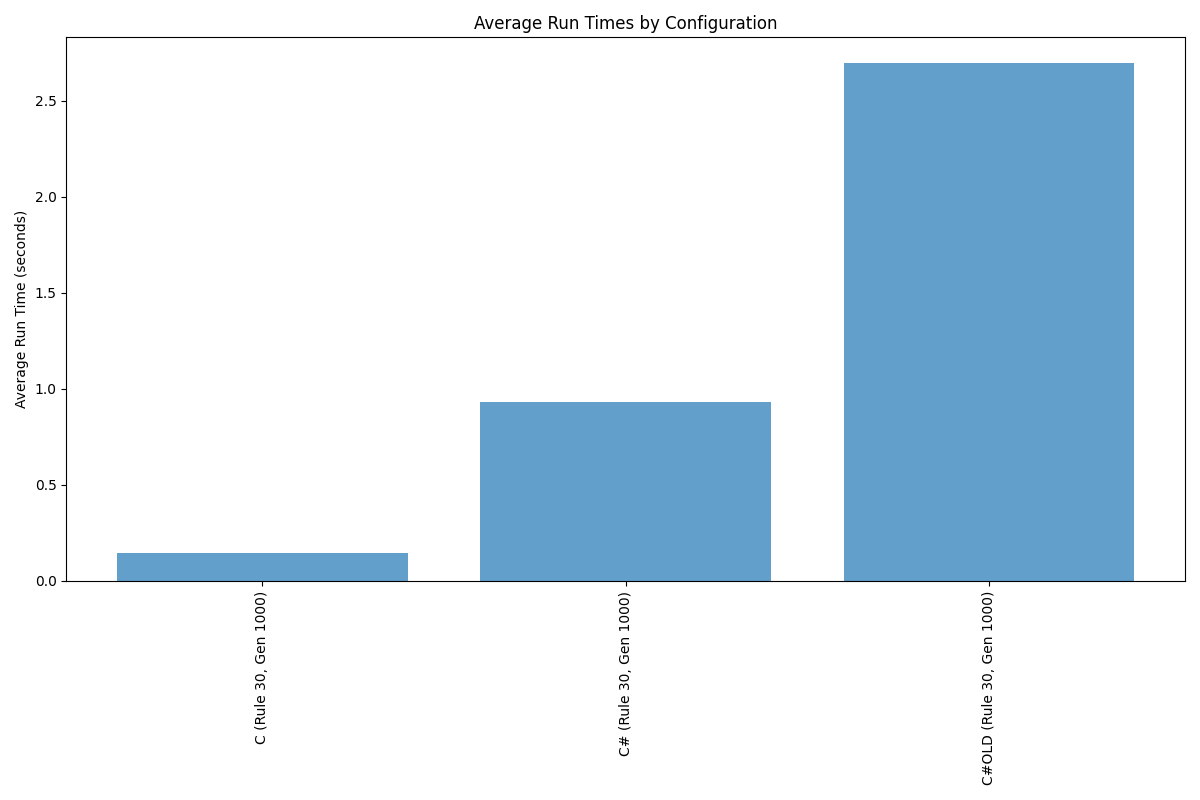 Average Run Times by Configuration
Average Run Time (seconds)
2.5
2.0
1.5
1.0
0.5
0.0
C (Rule 30, Gen 1000)
C# (Rule 30, Gen 1000)
C#OLD (Rule 30, Gen 1000)